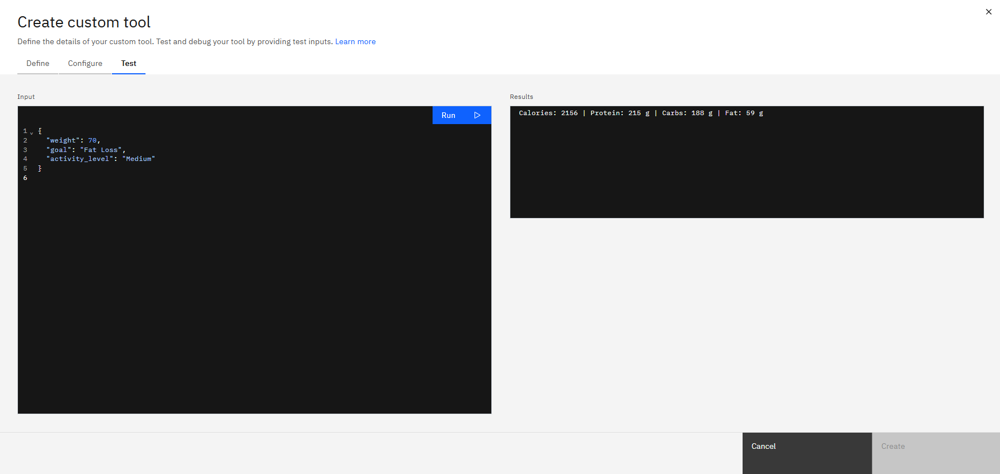 Create custom tool
Define the details of your custom tool. Test and debug your tool by providing test inputs. Learn more
Define Configure Test
Input
Run
1 {
2 "weight": 70,
3 "goal": "Fat Loss",
4 "activity_level": "Medium"
5 }
6
Results
Calories: 2156 | Protein: 215 g | Carbs: 188 g | Fat: 59 g
Cancel
Create